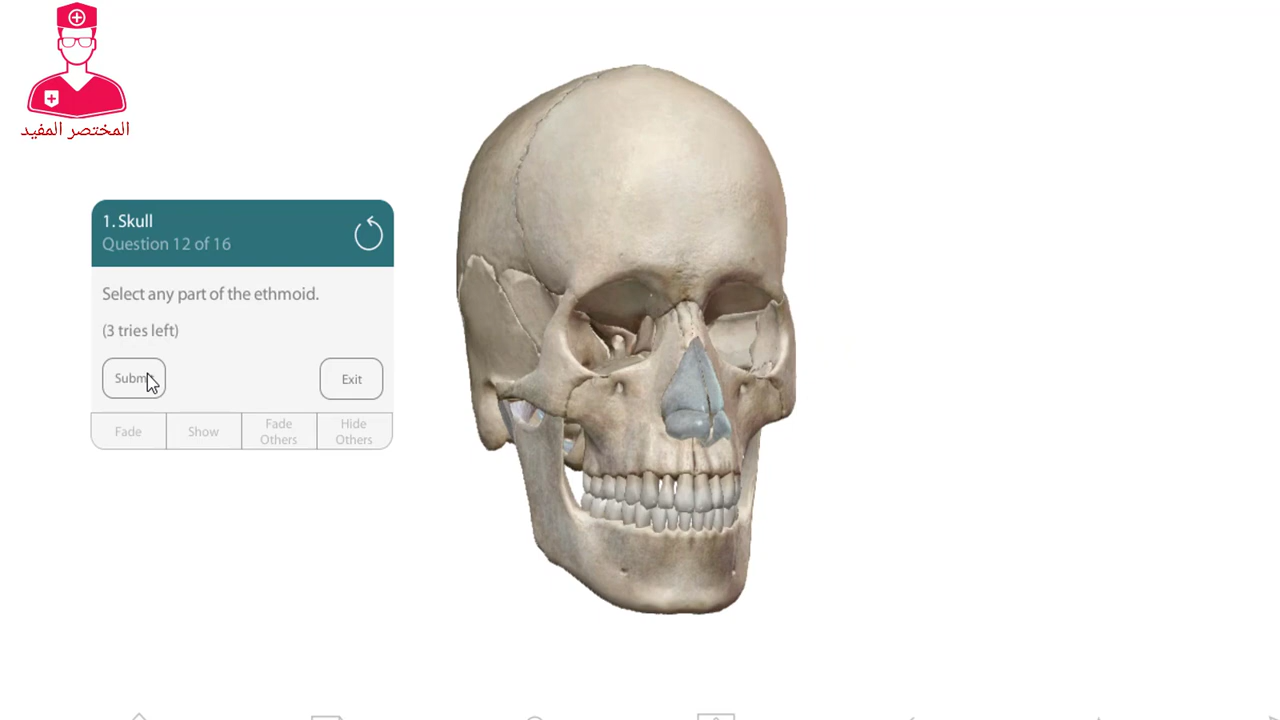 المختصر المفيد
1. Skull
Question 12 of 16
Select any part of the ethmoid.
(3 tries left)
Exit
Fade
Show
Fade
Others
Hide
Others